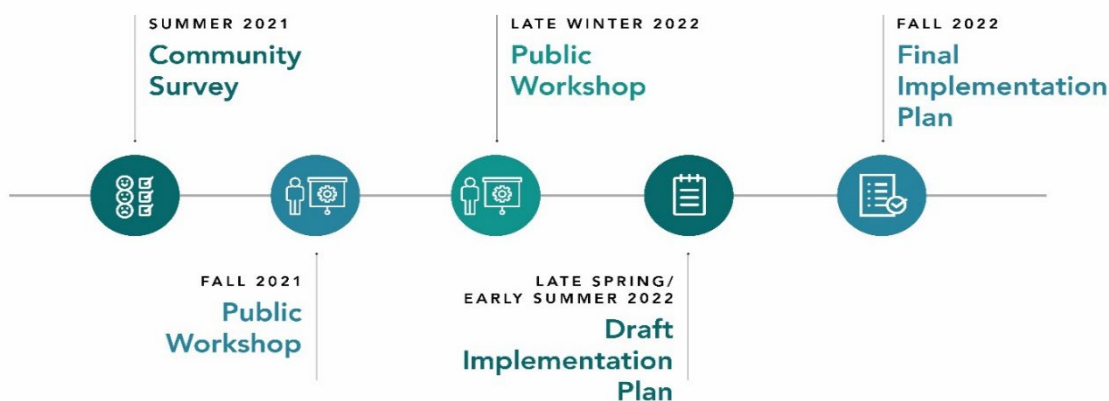 SUMMER 2021
Community
Survey
FALL 2021
Public
Workshop
LATE WINTER 2022
Public
Workshop
LATE SPRING/
EARLY SUMMER 2022
Draft
Implementation
Plan
FALL 2022
Final
Implementation
Plan